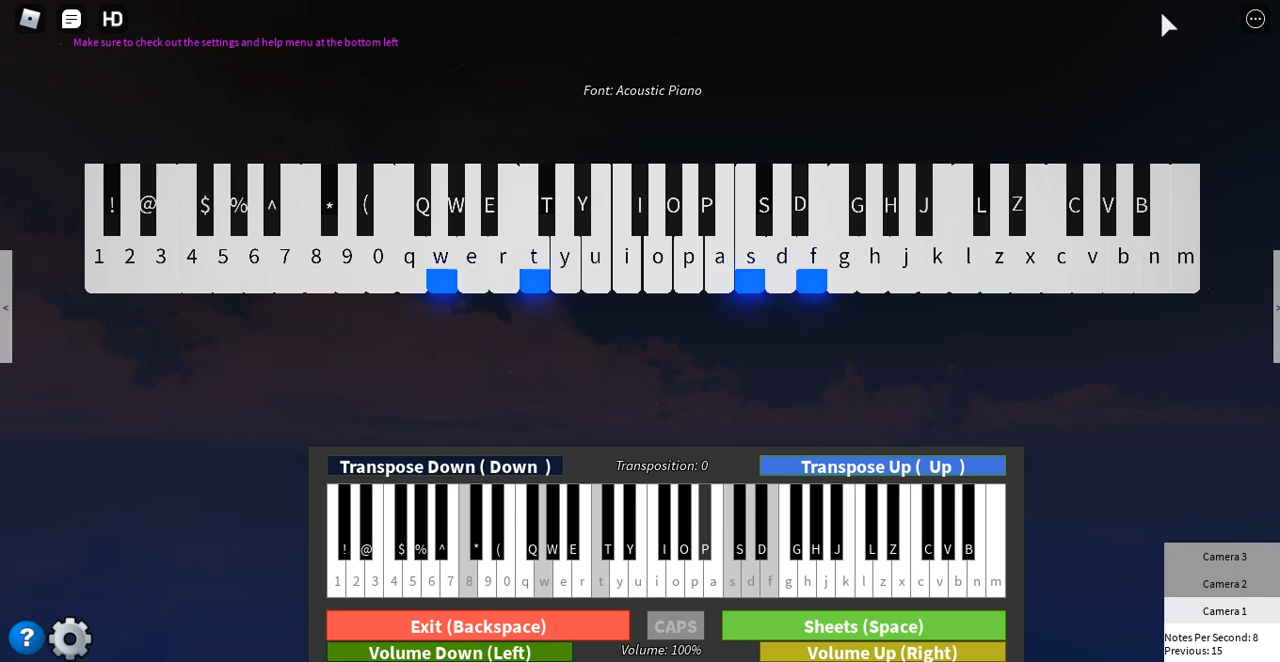 HD
Make sure to check out the settings and help menu at the bottom left
Font: Acoustic Piano
! @ $ % ^ * ( Q W E T Y I O P S D G H J L Z C V B
1 2 3 4 5 6 7 8 9 0 q w e r t y u i o p a s d f g h j k l z x c v b n m
<
>
Transpose Down ( Down )
Transposition: 0
Transpose Up ( Up )
! @ $ % ^ * ( Q W E T Y I O P S D G H J L Z C V B
1 2 3 4 5 6 7 8 9 0 q w e r t y u i o p a s d f g h j k l z x c v b n m
Exit (Backspace)
CAPS
Sheets (Space)
Volume Down (Left)
Volume: 100%
Volume Up (Right)
?
Camera 3
Camera 2
Camera 1
Notes Per Second: 8
Previous: 15